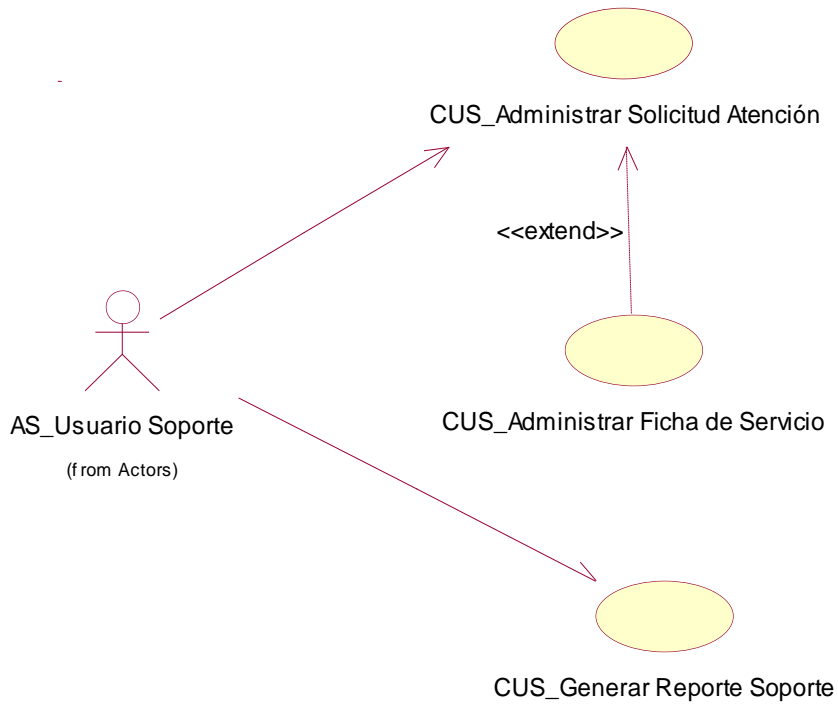 CUS_Administrar Solicitud Atención
<<extend>>
AS_Usuario Soporte
(from Actors)
CUS_Administrar Ficha de Servicio
CUS_Generar Reporte Soporte